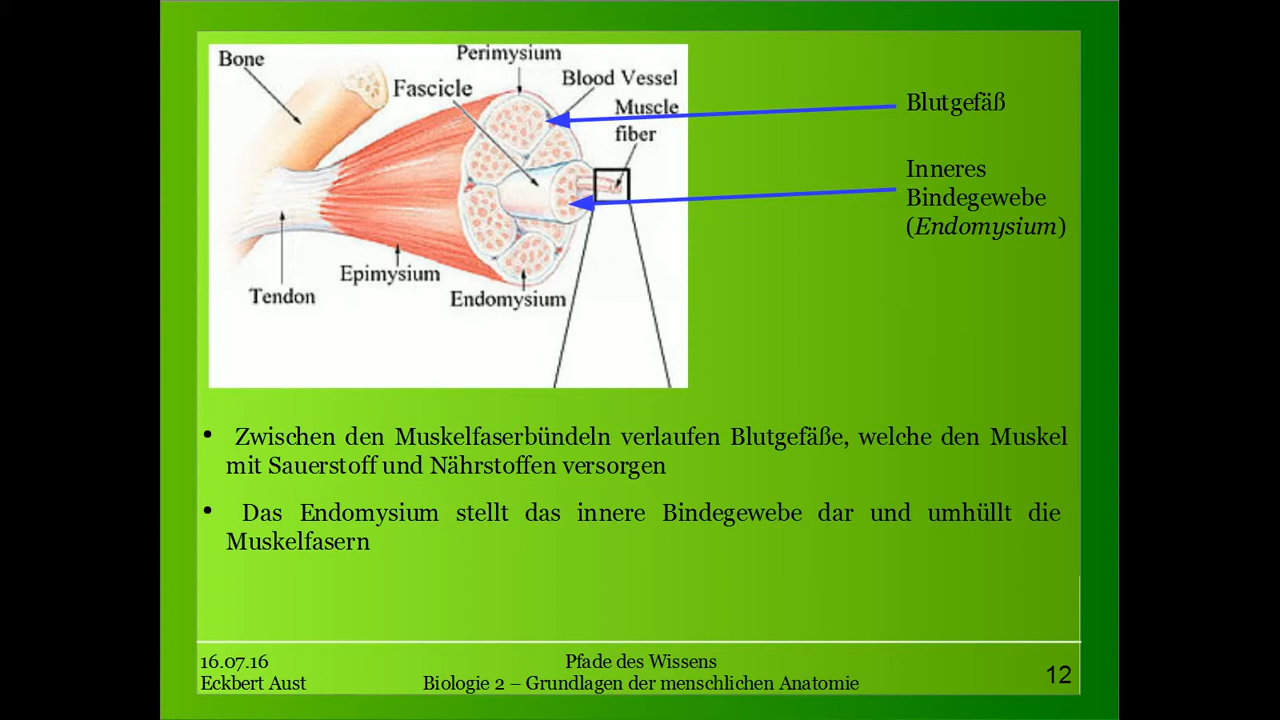 Bone
Perimysium
Fascicle
Blood Vessel
Muscle
fiber
Epimysium
Tendon
Endomysium
Blutgefäß
Inneres
Bindegewebe
(Endomysium)
• Zwischen den Muskelfaserbündeln verlaufen Blutgefäße, welche den Muskel
mit Sauerstoff und Nährstoffen versorgen
• Das Endomysium stellt das innere Bindegewebe dar und umhüllt die
Muskelfasern
16.07.16
Eckbert Aust
Pfade des Wissens
Biologie 2 – Grundlagen der menschlichen Anatomie
12